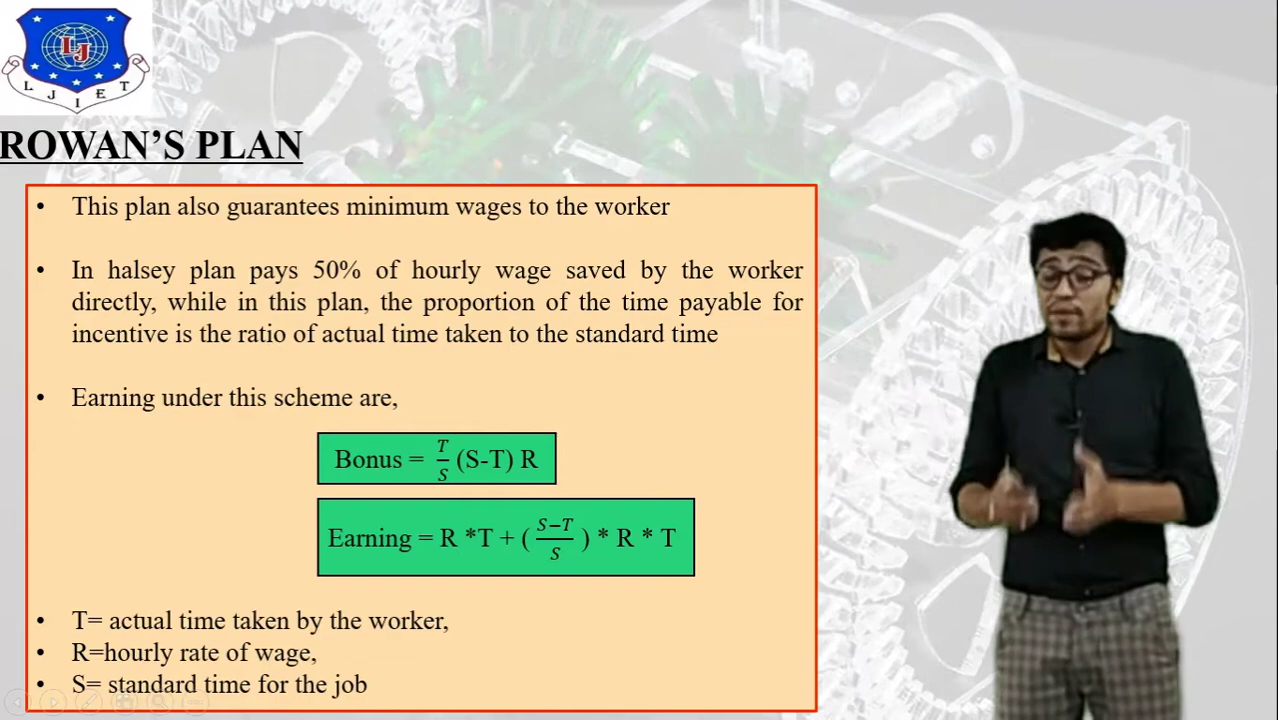 LJ
LJIET
ROWAN'S PLAN
• This plan also guarantees minimum wages to the worker
• In halsey plan pays 50% of hourly wage saved by the worker
directly, while in this plan, the proportion of the time payable for
incentive is the ratio of actual time taken to the standard time
• Earning under this scheme are,
Bonus = T/S (S-T) R
Earning = R *T + ( S−T/S ) * R * T
• T= actual time taken by the worker,
• R=hourly rate of wage,
• S= standard time for the job